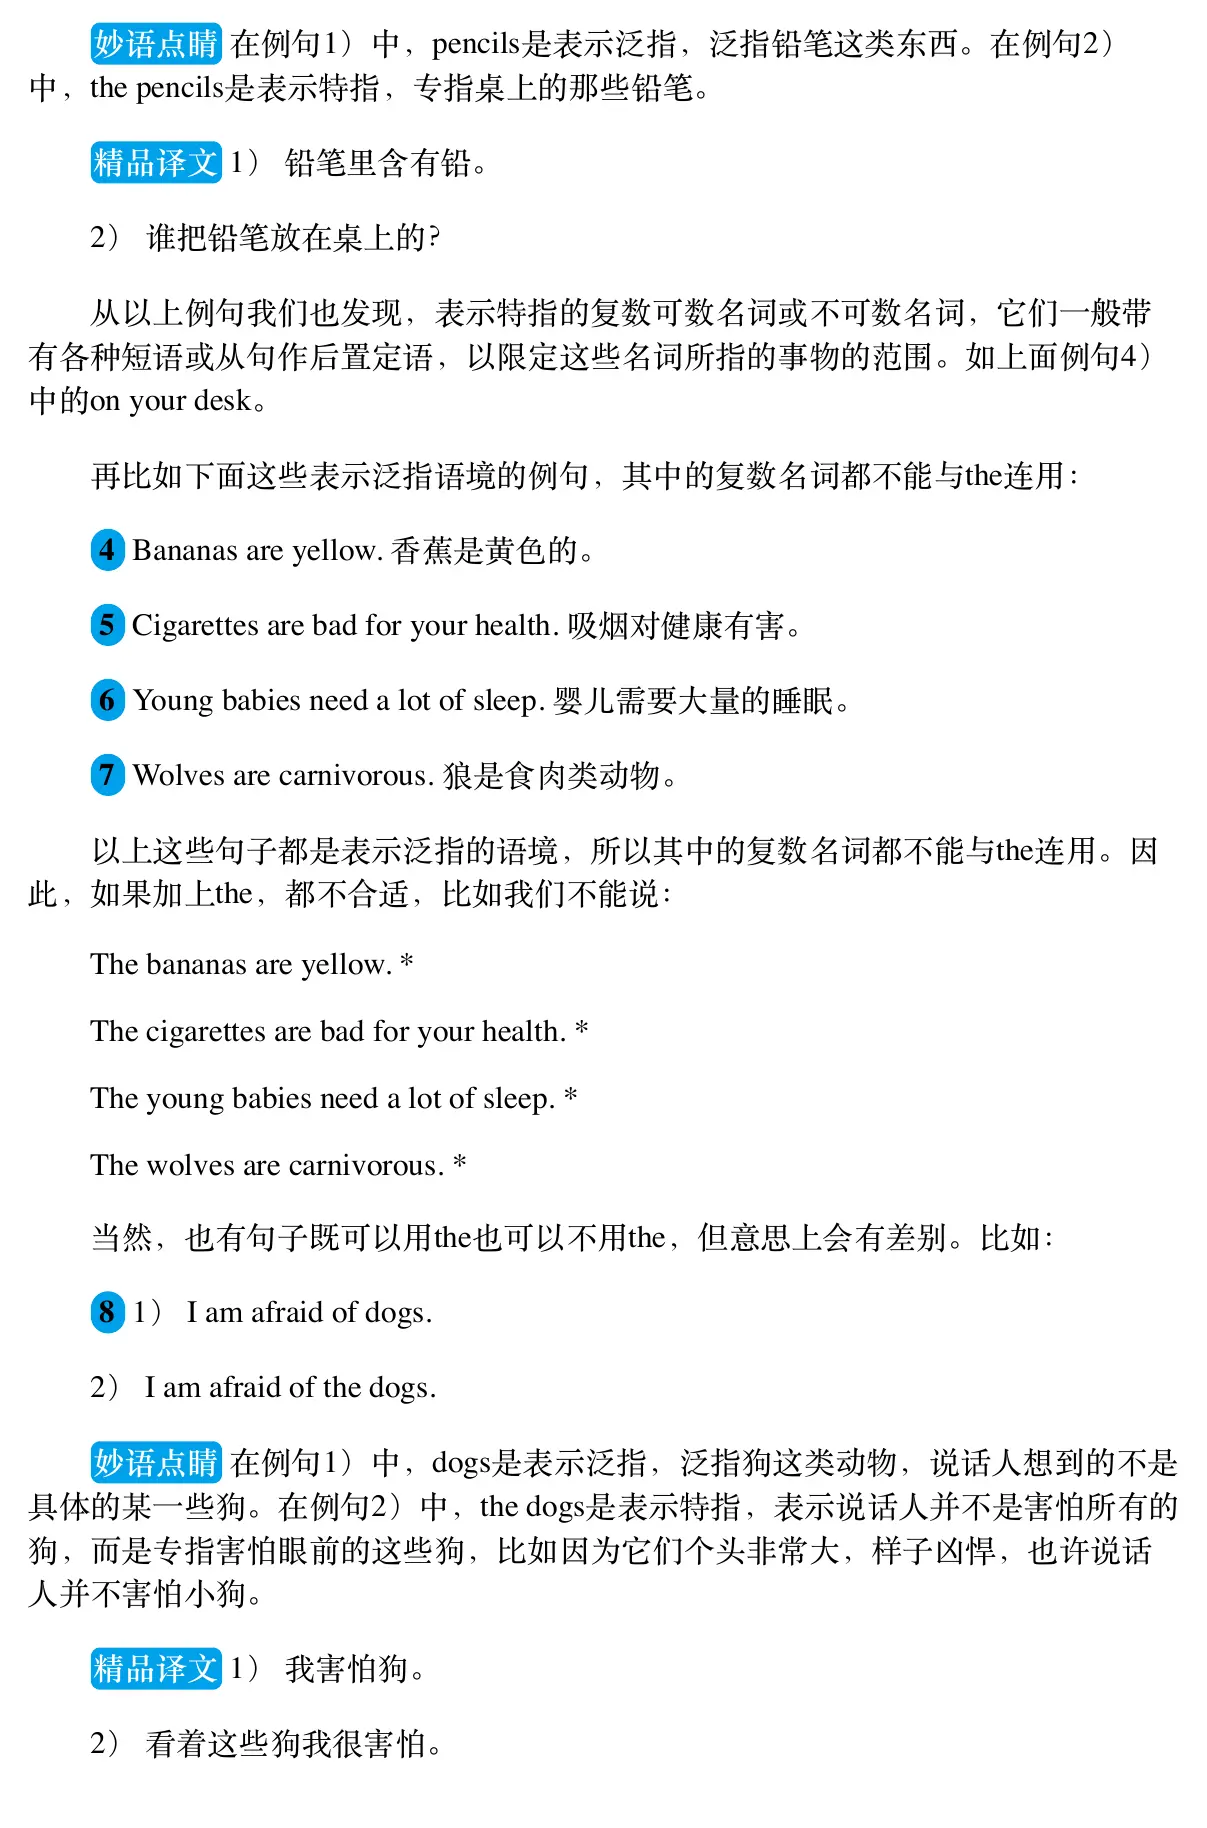 妙语点睛 在例句1）中，pencils是表示泛指，泛指铅笔这类东西。在例句2）
中，the pencils是表示特指，专指桌上的那些铅笔。
精品译文 1） 铅笔里含有铅。
2） 谁把铅笔放在桌上的？
从以上例句我们也发现，表示特指的复数可数名词或不可数名词，它们一般带
有各种短语或从句作后置定语，以限定这些名词所指的事物的范围。如上面例句4）
中的on your desk。
再比如下面这些表示泛指语境的例句，其中的复数名词都不能与the连用：
4 Bananas are yellow. 香蕉是黄色的。
5 Cigarettes are bad for your health. 吸烟对健康有害。
6 Young babies need a lot of sleep. 婴儿需要大量的睡眠。
7 Wolves are carnivorous. 狼是食肉类动物。
以上这些句子都是表示泛指的语境，所以其中的复数名词都不能与the连用。因
此，如果加上the，都不合适，比如我们不能说：
The bananas are yellow. *
The cigarettes are bad for your health. *
The young babies need a lot of sleep. *
The wolves are carnivorous. *
当然，也有句子既可以用the也可以不用the，但意思上会有差别。比如：
8 1） I am afraid of dogs.
2） I am afraid of the dogs.
妙语点睛 在例句1）中，dogs是表示泛指，泛指狗这类动物，说话人想到的不是
具体的某一些狗。在例句2）中，the dogs是表示特指，表示说话人并不是害怕所有的
狗，而是专指害怕眼前的这些狗，比如因为它们个头非常大，样子凶悍，也许说话
人并不害怕小狗。
精品译文 1） 我害怕狗。
2） 看着这些狗我很害怕。